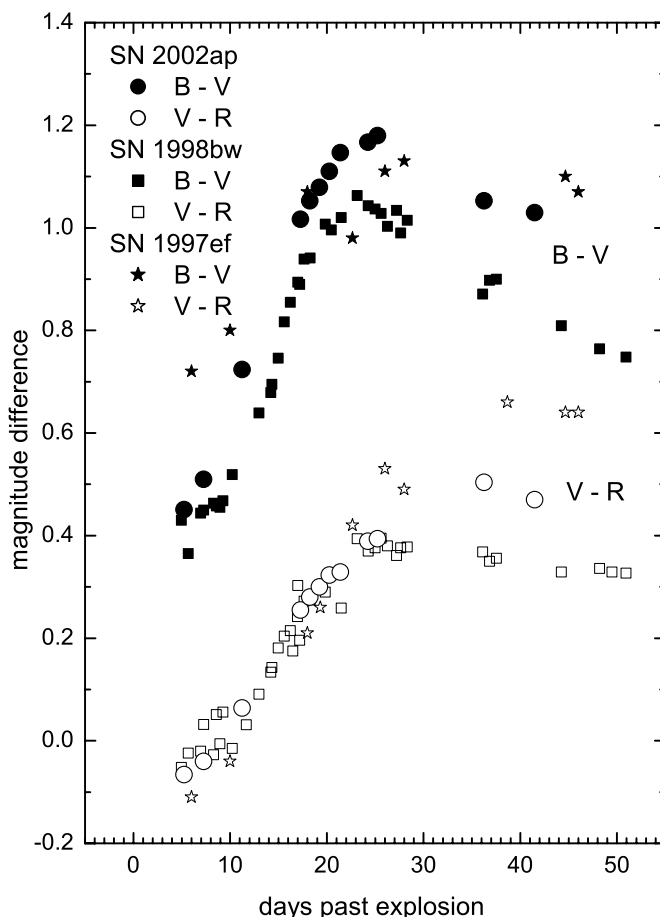 1.4
1.2
1.0
0.8
0.6
0.4
0.2
0.0
-0.2
magnitude difference
SN 2002ap
B - V
V - R
SN 1998bw
B - V
V - R
SN 1997ef
B - V
V - R
B - V
V - R
0 10 20 30 40 50
days past explosion